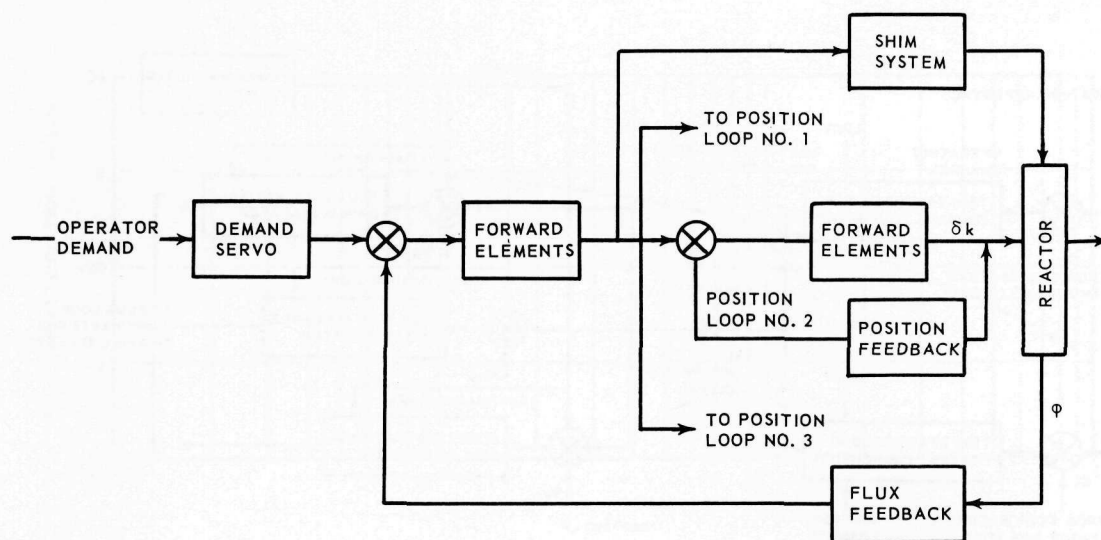 SHIM
SYSTEM
TO POSITION
LOOP NO. 1
OPERATOR
DEMAND
DEMAND
SERVO
FORWARD
ELEMENTS
FORWARD
ELEMENTS
δk
REACTOR
POSITION
LOOP NO. 2
POSITION
FEEDBACK
TO POSITION
LOOP NO. 3
φ
FLUX
FEEDBACK